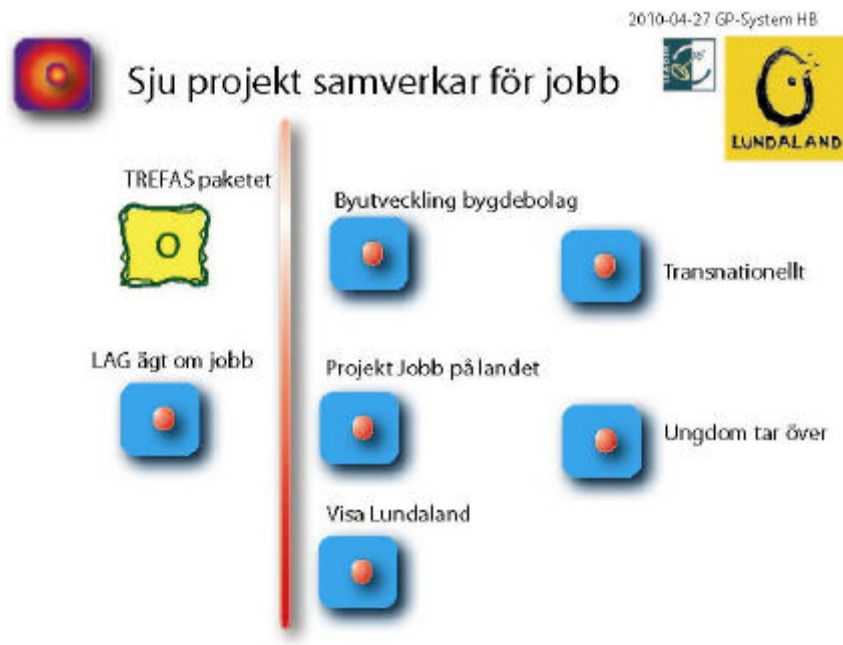 2010-04-27 GP-System HB
Sju projekt samverkar för jobb
LEADER
LUNDALAND
TREFAS paketet
Byutveckling bygdebolag
Transnationellt
LAG ägt om jobb
Projekt Jobb på landet
Ungdom tar över
Visa Lundaland